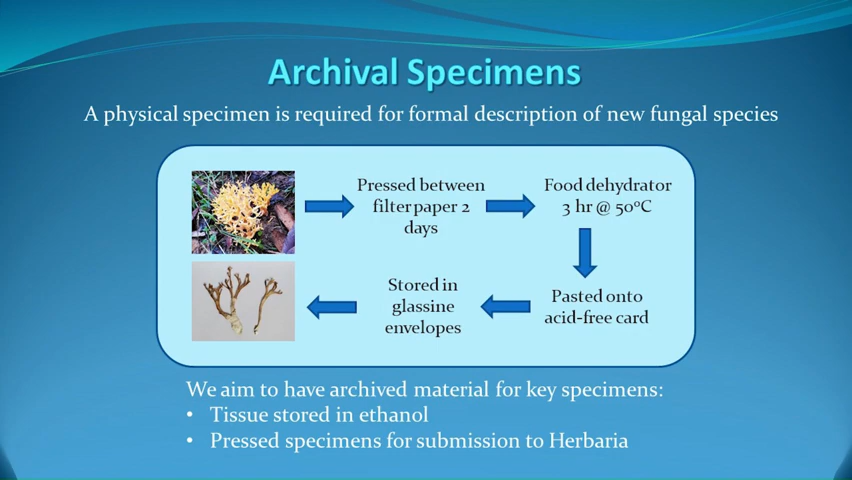 Archival Specimens
A physical specimen is required for formal description of new fungal species
Pressed between
filter paper 2
days
Food dehydrator
3 hr @ 50⁰C
Pasted onto
acid-free card
Stored in
glassine
envelopes
We aim to have archived material for key specimens:
• Tissue stored in ethanol
• Pressed specimens for submission to Herbaria